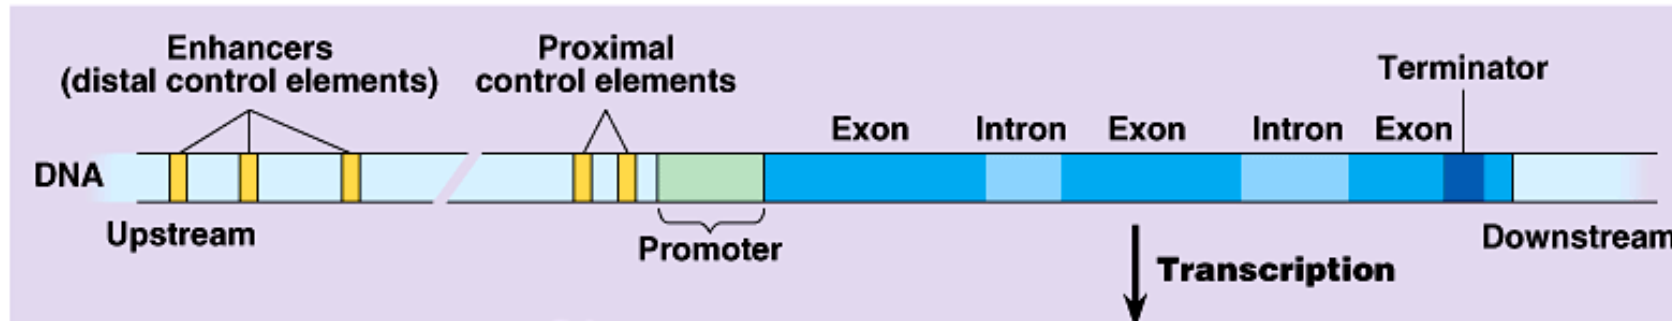 Enhancers
(distal control elements)
Proximal
control elements
Terminator
Exon
Intron
Exon
Intron
Exon
DNA
Upstream
Promoter
Downstream
Transcription